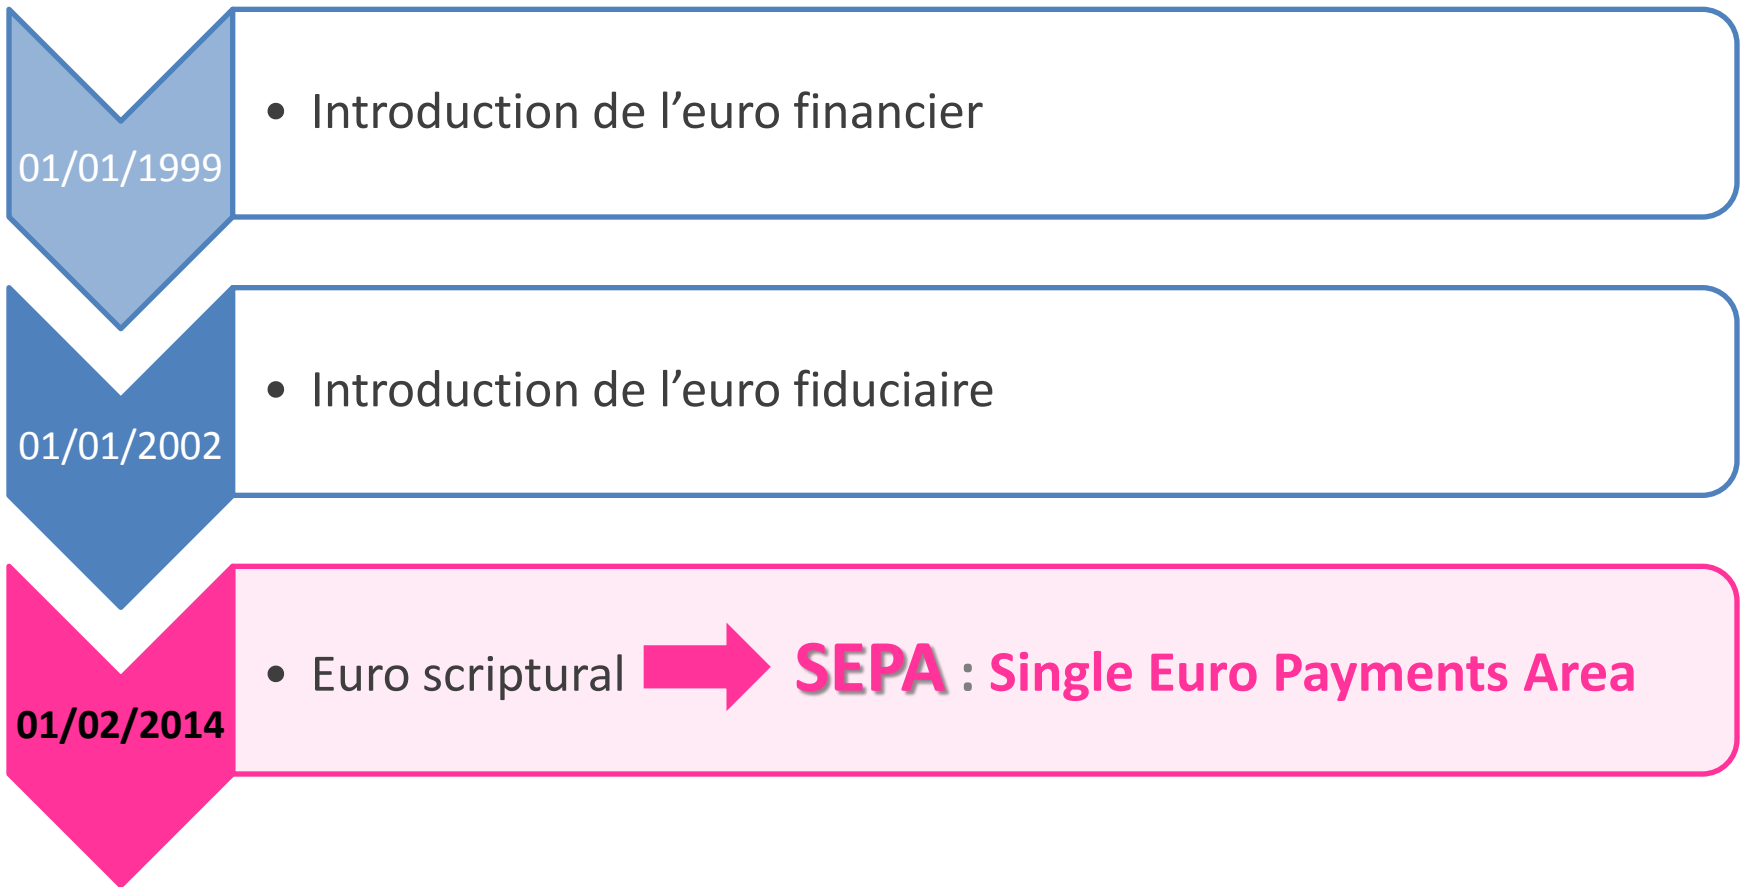 01/01/1999
• Introduction de l’euro financier
01/01/2002
• Introduction de l’euro fiduciaire
01/02/2014
• Euro scriptural SEPA : Single Euro Payments Area